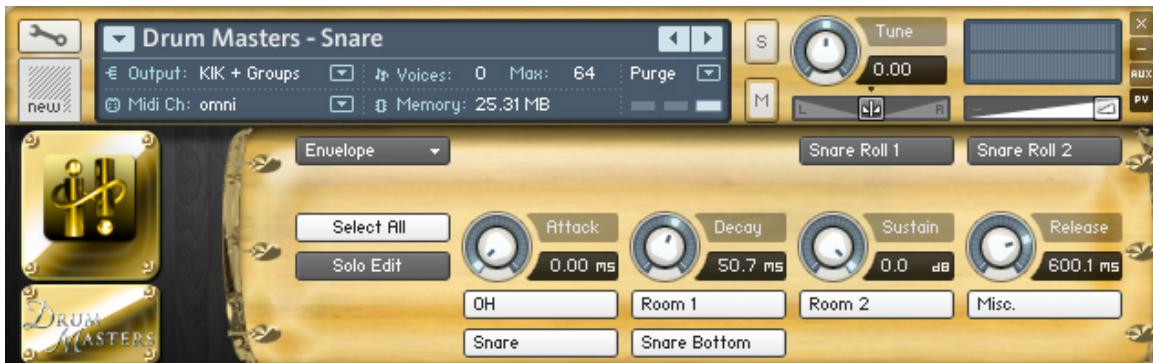 Drum Masters - Snare
S
Tune
X
–
Output: KIK + Groups
Voices: 0 Max: 64
Purge
0.00
AUX
new
Midi Ch: omni
Memory: 25.31 MB
M
L R
PV
Envelope
Snare Roll 1
Snare Roll 2
Select All
Attack
Decay
Sustain
Release
Solo Edit
0.00 ms
50.7 ms
0.0 dB
600.1 ms
OH
Room 1
Room 2
Misc.
DRUM
MASTERS
Snare
Snare Bottom